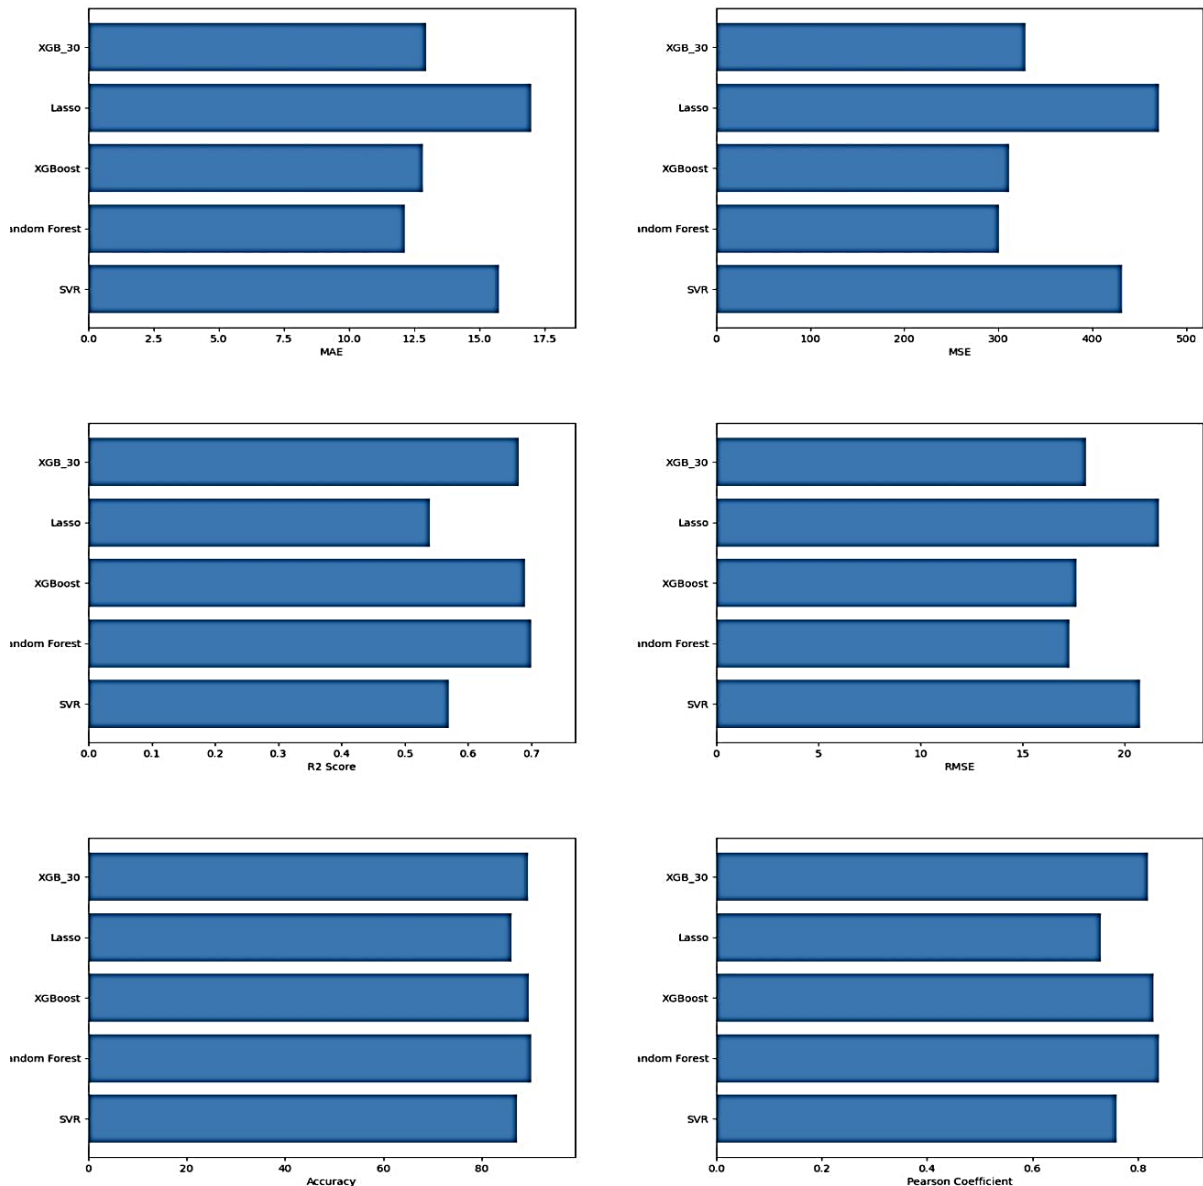 XGB_30
Lasso
XGBoost
andom Forest
SVR
0.0 2.5 5.0 7.5 10.0 12.5 15.0 17.5
MAE
XGB_30
Lasso
XGBoost
andom Forest
SVR
0 100 200 300 400 500
MSE
XGB_30
Lasso
XGBoost
andom Forest
SVR
0.0 0.1 0.2 0.3 0.4 0.5 0.6 0.7
R2 Score
XGB_30
Lasso
XGBoost
andom Forest
SVR
0 5 10 15 20
RMSE
XGB_30
Lasso
XGBoost
andom Forest
SVR
0 20 40 60 80
Accuracy
XGB_30
Lasso
XGBoost
andom Forest
SVR
0.0 0.2 0.4 0.6 0.8
Pearson Coefficient